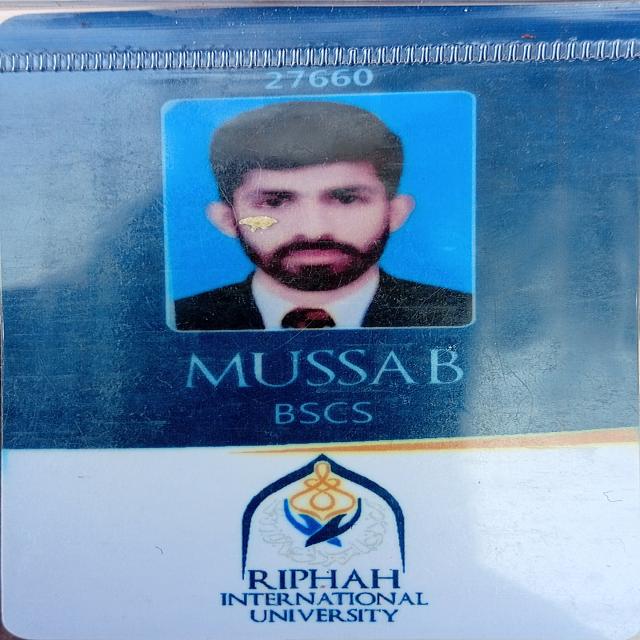 27660
MUSSAB
BSCS
RIPHAH
INTERNATIONAL
UNIVERSITY